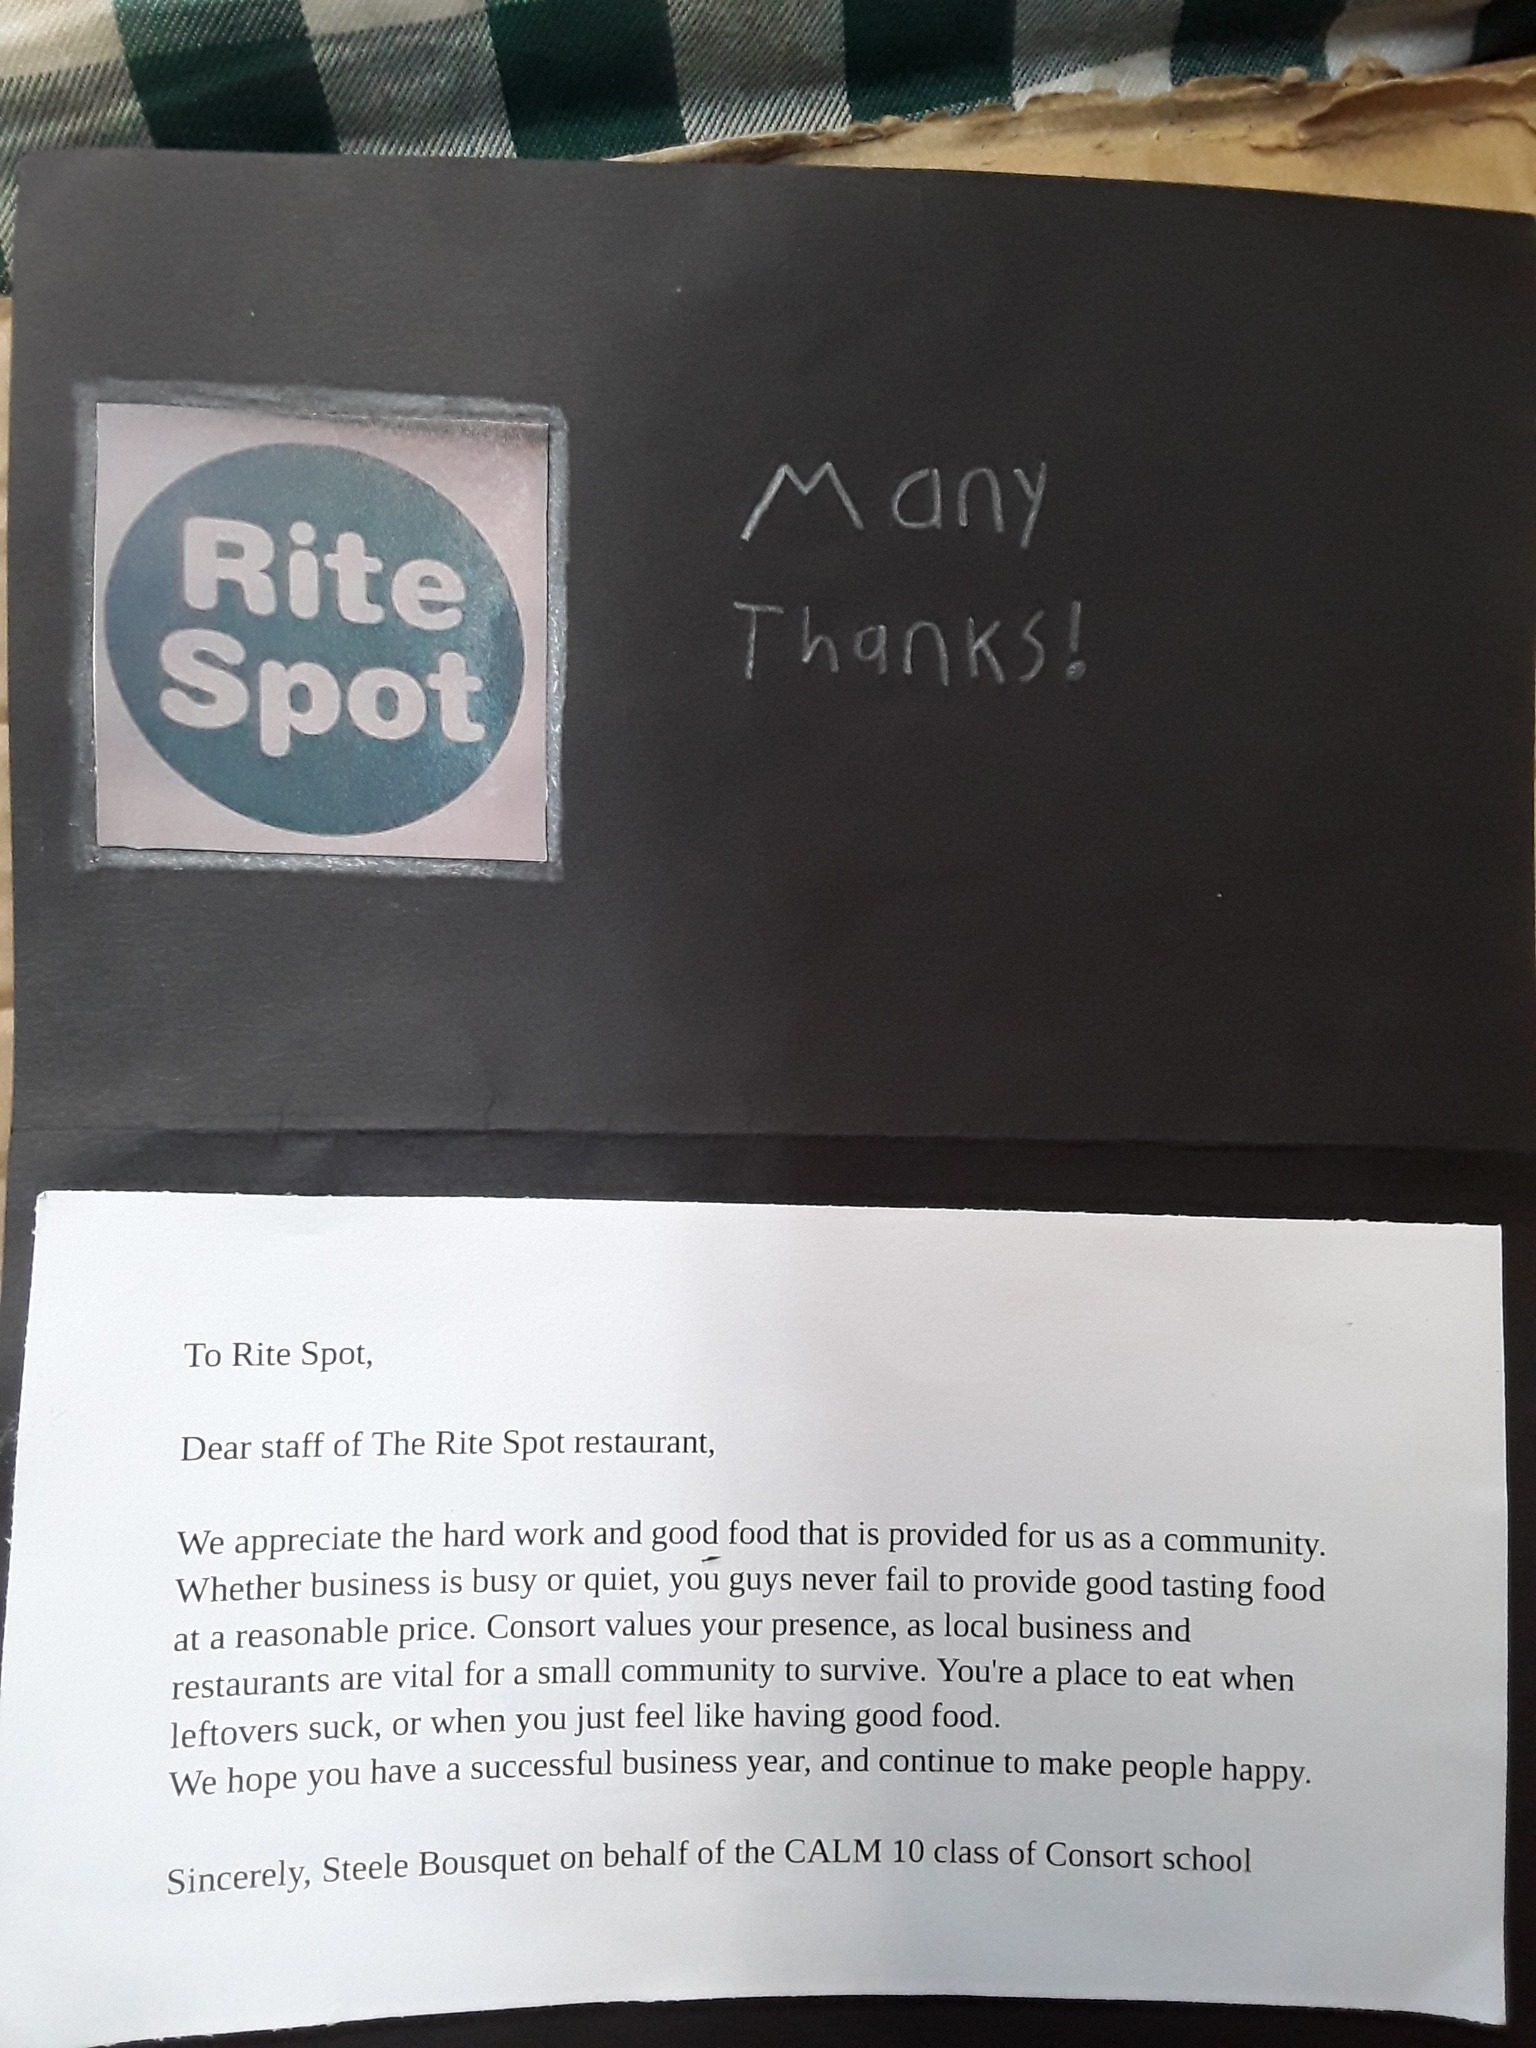 Rite
Spot
Many
Thanks!
To Rite Spot,
Dear staff of The Rite Spot restaurant,
We appreciate the hard work and good food that is provided for us as a community.
Whether business is busy or quiet, you guys never fail to provide good tasting food
at a reasonable price. Consort values your presence, as local business and
restaurants are vital for a small community to survive. You're a place to eat when
leftovers suck, or when you just feel like having good food.
We hope you have a successful business year, and continue to make people happy.
Sincerely, Steele Bousquet on behalf of the CALM 10 class of Consort school